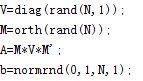 V=diag(rand(N,1));
M=orth(rand(N));
A=M*V*M';
b=normrnd(0,1,N,1);